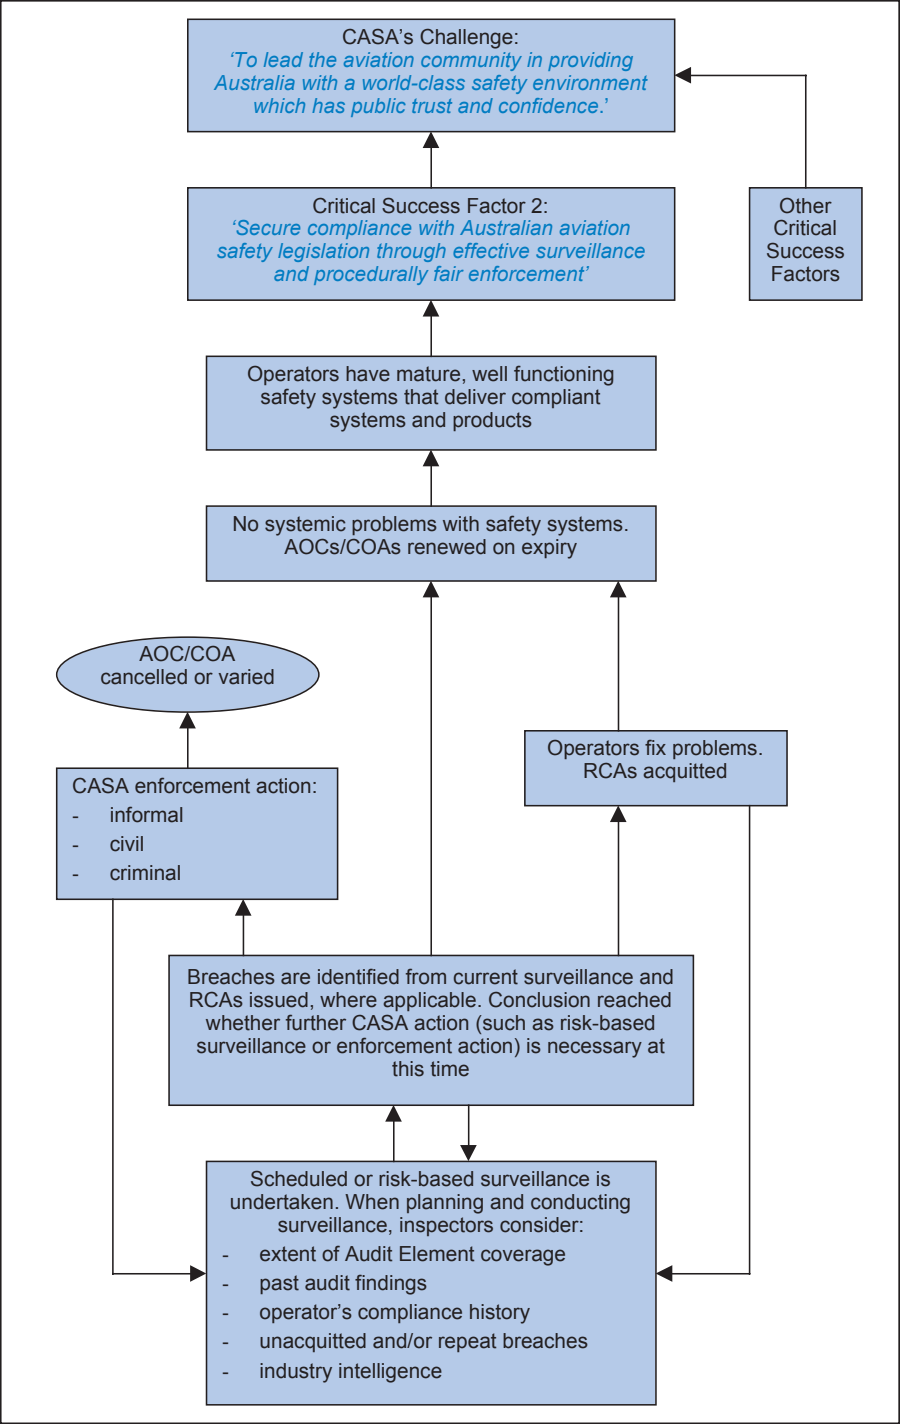 CASA's Challenge:
'To lead the aviation community in providing
Australia with a world-class safety environment
which has public trust and confidence.'
Critical Success Factor 2:
'Secure compliance with Australian aviation
safety legislation through effective surveillance
and procedurally fair enforcement'
Other
Critical
Success
Factors
Operators have mature, well functioning
safety systems that deliver compliant
systems and products
No systemic problems with safety systems.
AOCs/COAs renewed on expiry
AOC/COA
cancelled or varied
Operators fix problems.
RCAs acquitted
CASA enforcement action:
- informal
- civil
- criminal
Breaches are identified from current surveillance and
RCAs issued, where applicable. Conclusion reached
whether further CASA action (such as risk-based
surveillance or enforcement action) is necessary at
this time
Scheduled or risk-based surveillance is
undertaken. When planning and conducting
surveillance, inspectors consider:
- extent of Audit Element coverage
- past audit findings
- operator's compliance history
- unacquitted and/or repeat breaches
- industry intelligence